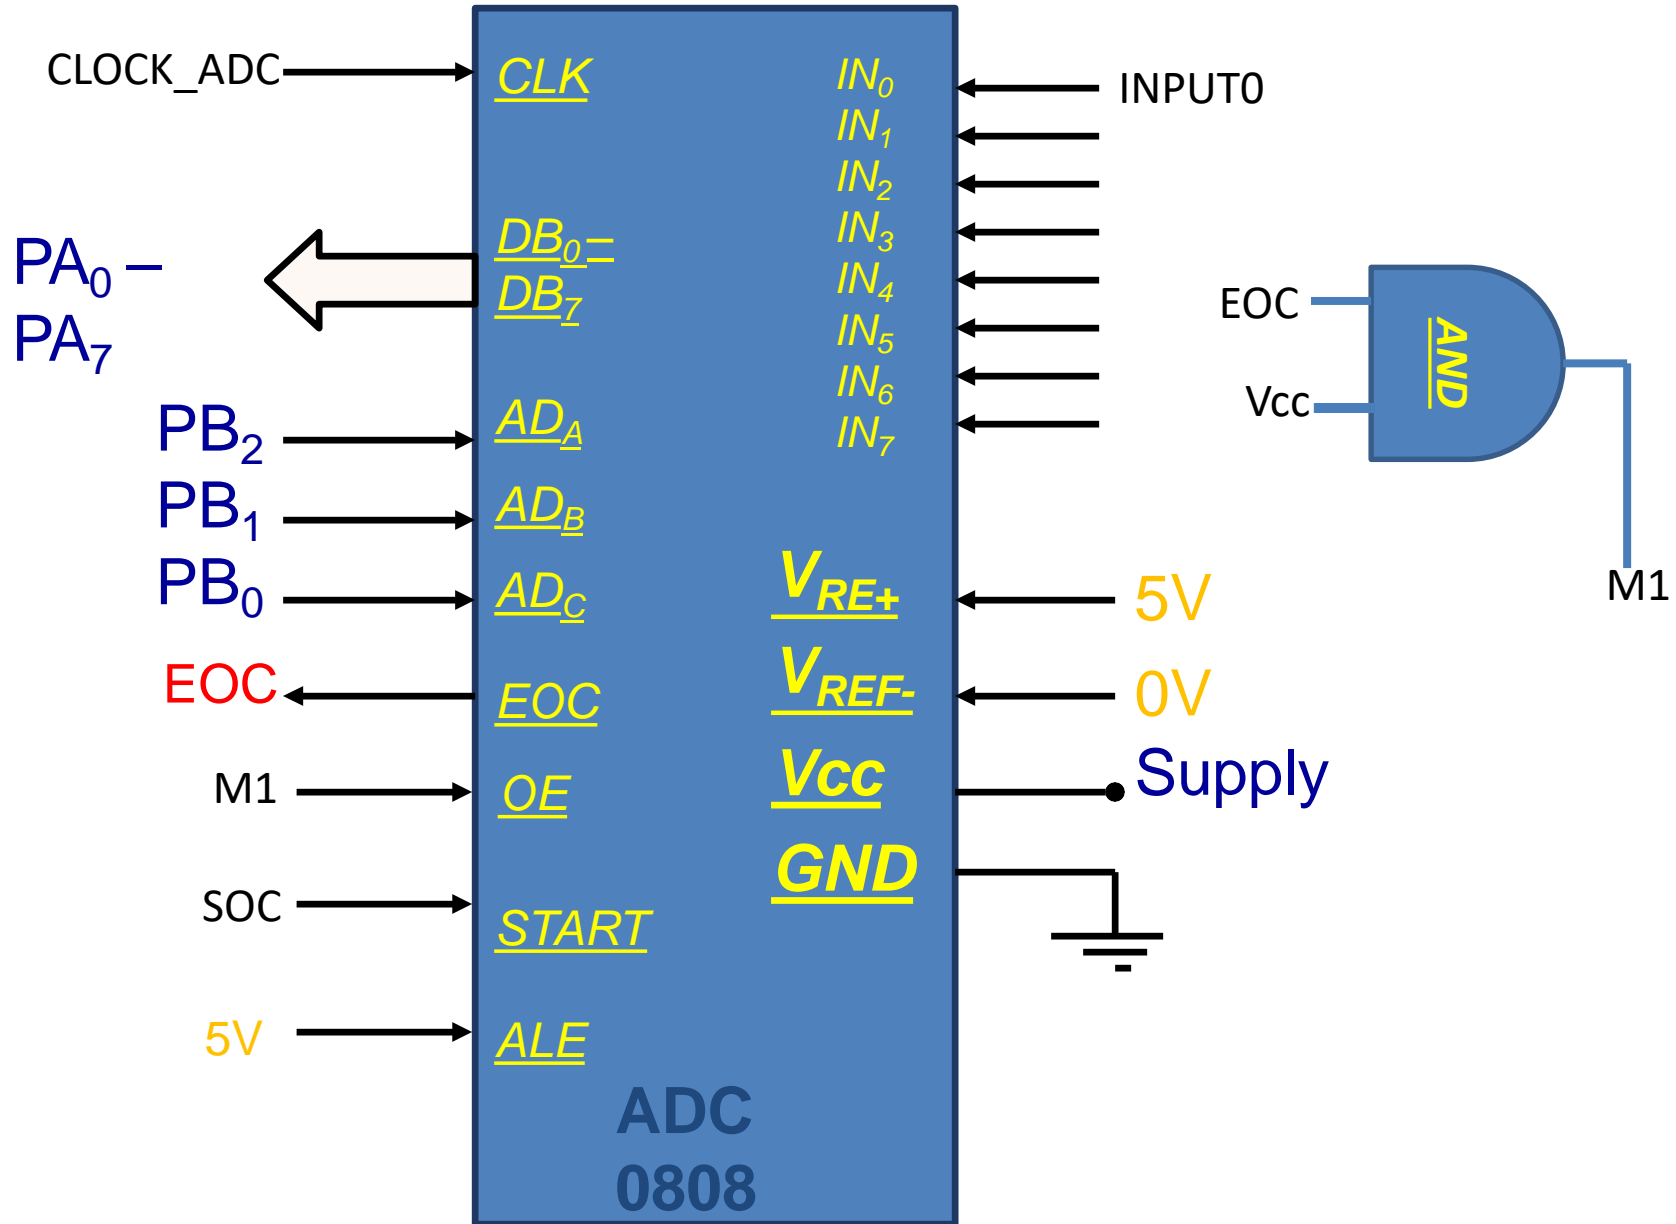 CLOCK_ADC
CLK
PA0 –
PA7
DB0 –
DB7
PB2
ADA
PB1
ADB
PB0
ADC
EOC
EOC
M1
OE
SOC
START
5V
ALE
IN0
INPUT0
IN1
IN2
IN3
IN4
IN5
IN6
IN7
VRE+
5V
VREF-
0V
Vcc
Supply
GND
ADC
0808
EOC
Vcc
AND
M1